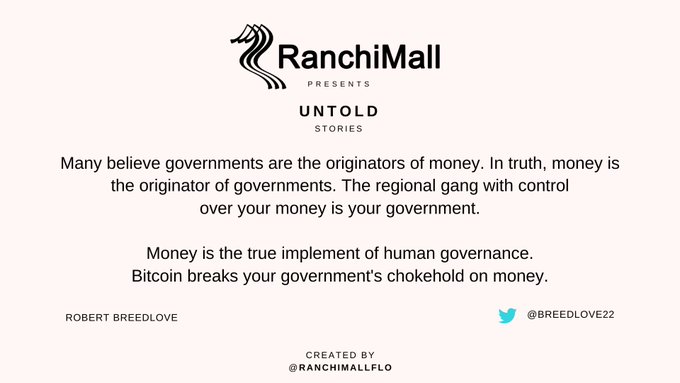 RanchiMall
PRESENTS
UNTOLD
STORIES
Many believe governments are the originators of money. In truth, money is
the originator of governments. The regional gang with control
over your money is your government.
Money is the true implement of human governance.
Bitcoin breaks your government's chokehold on money.
ROBERT BREEDLOVE
@BREEDLOVE22
CREATED BY
@RANCHIMALLFLO